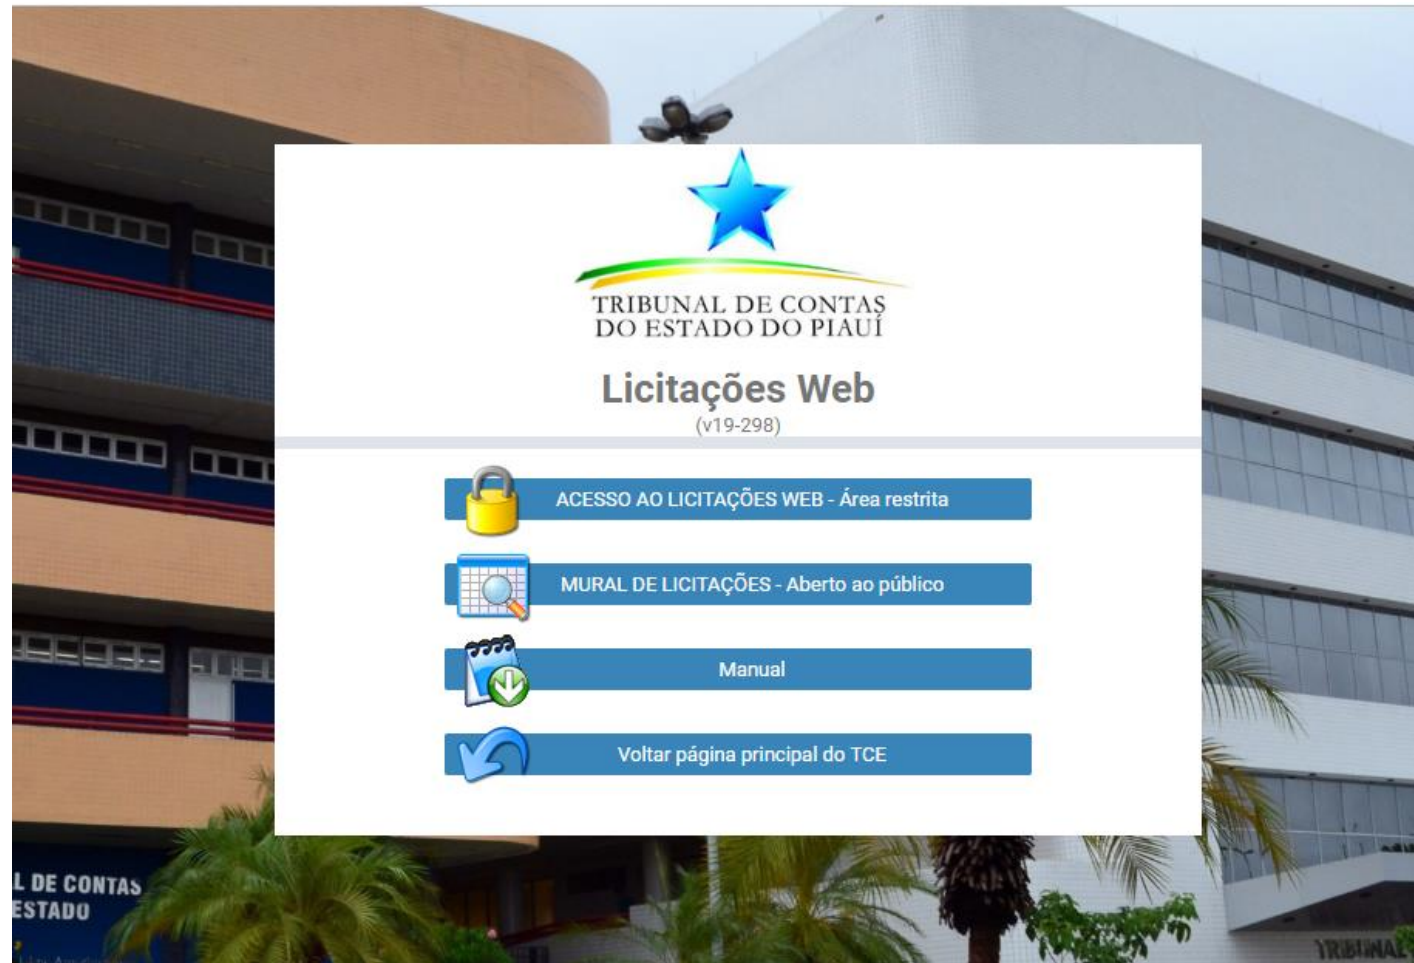 TRIBUNAL DE CONTAS
DO ESTADO DO PIAUÍ
Licitações Web
(v19-298)
ACESSO AO LICITAÇÕES WEB - Área restrita
MURAL DE LICITAÇÕES - Aberto ao público
Manual
Voltar página principal do TCE
L DE CONTAS
ESTADO
TRIBUNAL